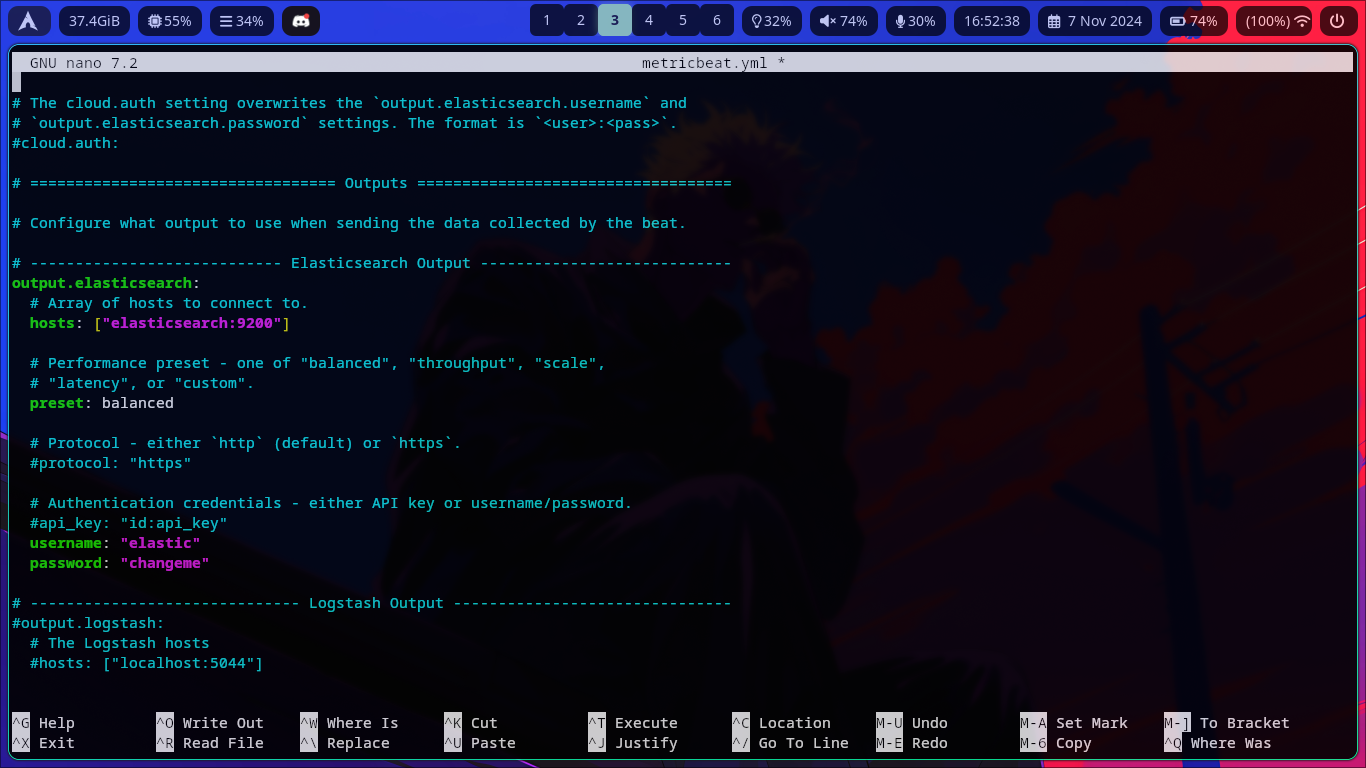 37.4GiB 55% 34% 1 2 3 4 5 6 32% 74% 30% 16:52:38 7 Nov 2024 74% (100%)
GNU nano 7.2 metricbeat.yml *
# The cloud.auth setting overwrites the `output.elasticsearch.username` and
# `output.elasticsearch.password` settings. The format is `<user>:<pass>`.
#cloud.auth:
# ================================== Outputs ===================================
# Configure what output to use when sending the data collected by the beat.
# ---------------------------- Elasticsearch Output ----------------------------
output.elasticsearch:
# Array of hosts to connect to.
hosts: ["elasticsearch:9200"]
# Performance preset - one of "balanced", "throughput", "scale",
# "latency", or "custom".
preset: balanced
# Protocol - either `http` (default) or `https`.
#protocol: "https"
# Authentication credentials - either API key or username/password.
#api_key: "id:api_key"
username: "elastic"
password: "changeme"
# ------------------------------ Logstash Output -------------------------------
#output.logstash:
# The Logstash hosts
#hosts: ["localhost:5044"]
^G Help ^O Write Out ^W Where Is ^K Cut ^T Execute ^C Location M-U Undo M-A Set Mark M-] To Bracket
^X Exit ^R Read File ^\ Replace ^U Paste ^J Justify ^/ Go To Line M-E Redo M-6 Copy ^Q Where Was